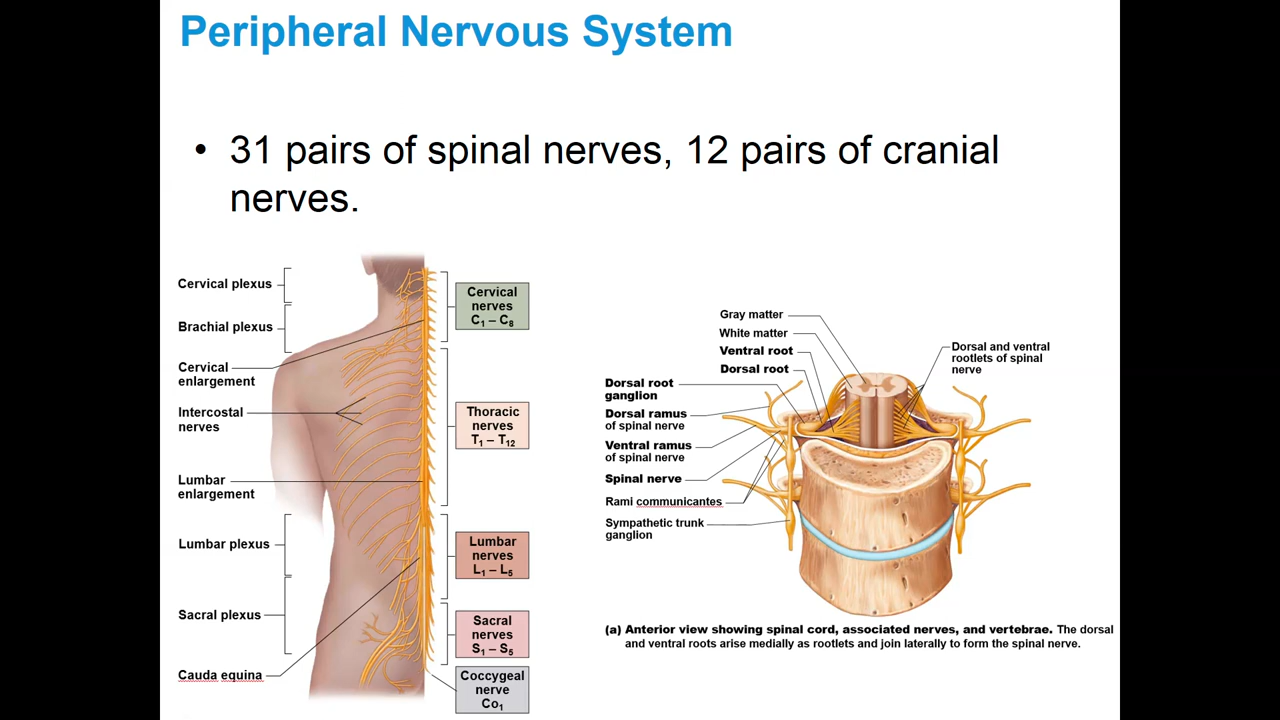 Peripheral Nervous System
• 31 pairs of spinal nerves, 12 pairs of cranial
nerves.
Cervical plexus
Brachial plexus
Cervical
enlargement
Intercostal
nerves
Lumbar
enlargement
Lumbar plexus
Sacral plexus
Cauda equina
Cervical
nerves
C₁ – C₈
Thoracic
nerves
T₁ – T₁₂
Lumbar
nerves
L₁ – L₅
Sacral
nerves
S₁ – S₅
Coccygeal
nerve
Co₁
Gray matter
White matter
Ventral root
Dorsal root
Dorsal root
ganglion
Dorsal ramus
of spinal nerve
Ventral ramus
of spinal nerve
Spinal nerve
Rami communicantes
Sympathetic trunk
ganglion
Dorsal and ventral
rootlets of spinal
nerve
(a) Anterior view showing spinal cord, associated nerves, and vertebrae. The dorsal
and ventral roots arise medially as rootlets and join laterally to form the spinal nerve.